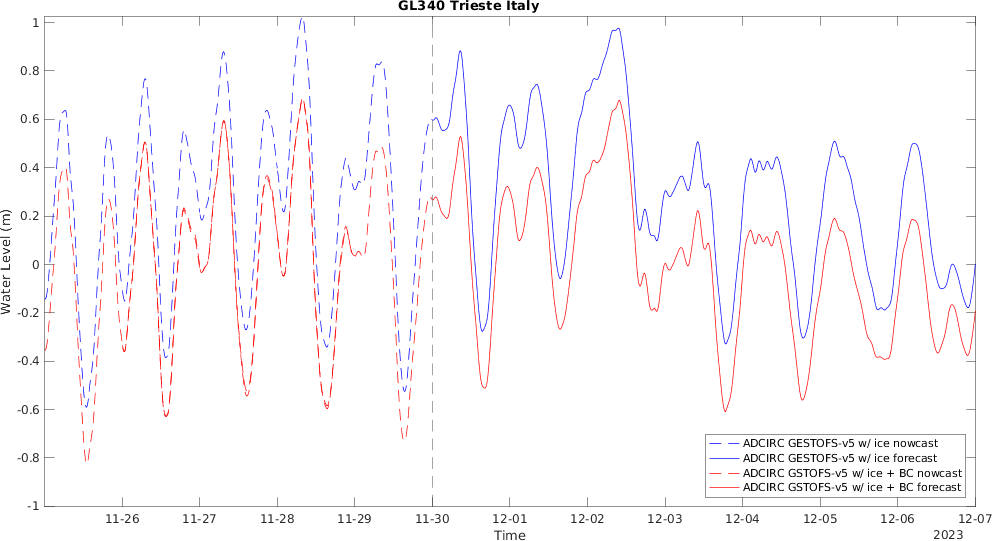 GL340 Trieste Italy
Water Level (m)
1
0.8
0.6
0.4
0.2
0
-0.2
-0.4
-0.6
-0.8
-1
11-26 11-27 11-28 11-29 11-30 12-01 12-02 12-03 12-04 12-05 12-06 12-07
Time
2023
ADCIRC GESTOFS-v5 w/ ice nowcast
ADCIRC GESTOFS-v5 w/ ice forecast
ADCIRC GSTOFS-v5 w/ ice + BC nowcast
ADCIRC GSTOFS-v5 w/ ice + BC forecast